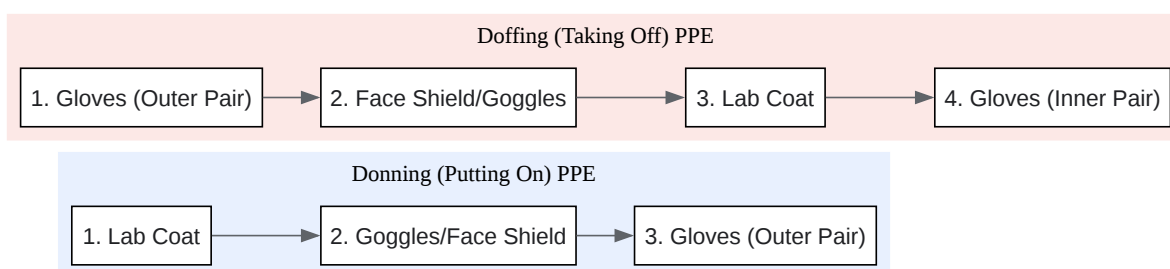 Doffing (Taking Off) PPE
1. Gloves (Outer Pair)
2. Face Shield/Goggles
3. Lab Coat
4. Gloves (Inner Pair)
Donning (Putting On) PPE
1. Lab Coat
2. Goggles/Face Shield
3. Gloves (Outer Pair)